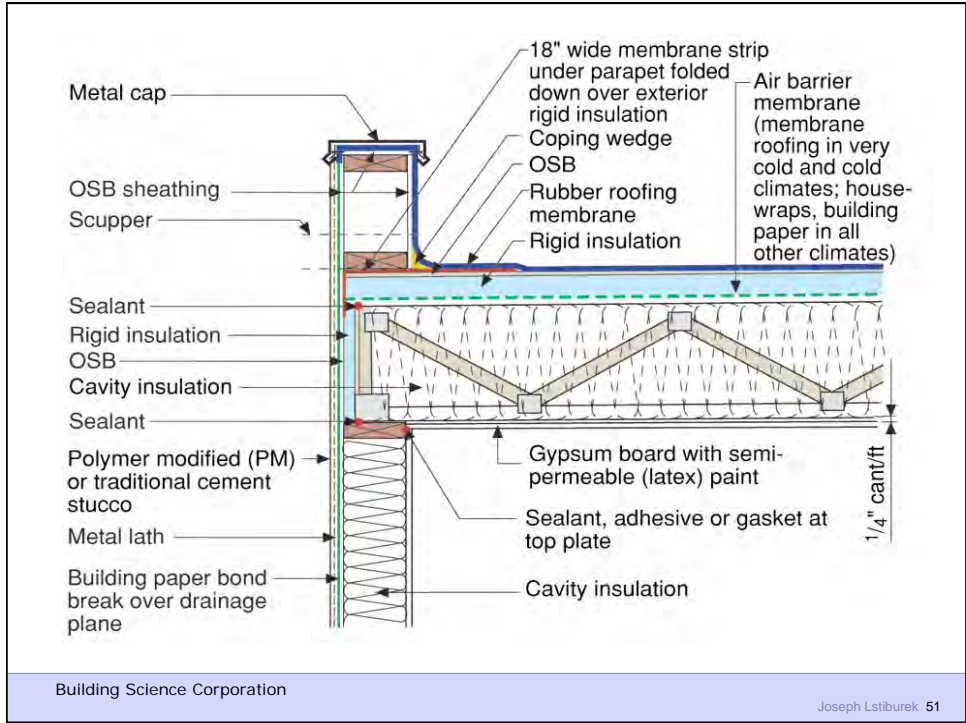 18" wide membrane strip
under parapet folded
down over exterior
rigid insulation
Coping wedge
OSB
Rubber roofing
membrane
Rigid insulation
Air barrier
membrane
(membrane
roofing in very
cold and cold
climates; house-
wraps, building
paper in all
other climates)
Metal cap
OSB sheathing
Scupper
Sealant
Rigid insulation
OSB
Cavity insulation
Sealant
Polymer modified (PM)
or traditional cement
stucco
Metal lath
Building paper bond
break over drainage
plane
Gypsum board with semi-
permeable (latex) paint
Sealant, adhesive or gasket at
top plate
Cavity insulation
1/4" cant/ft
Building Science Corporation
Joseph Lstiburek 51